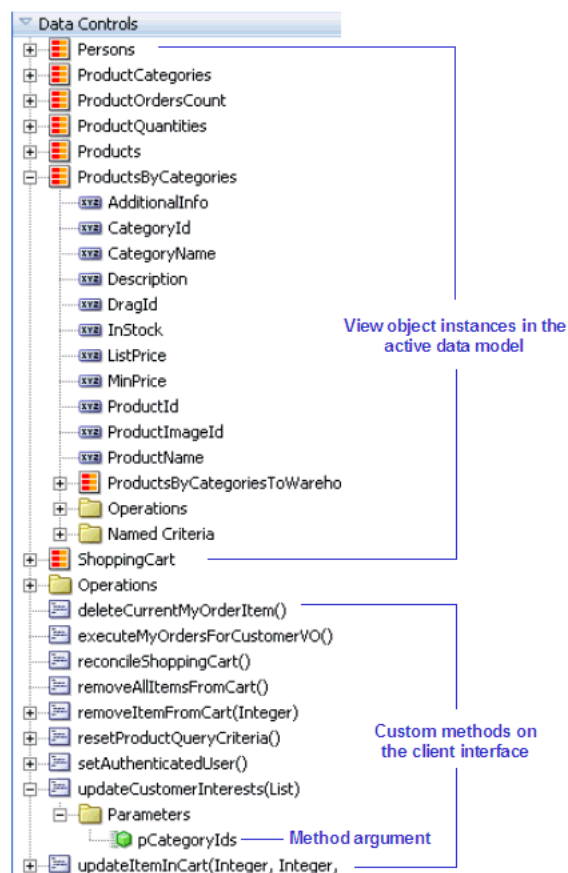 Data Controls
Persons
ProductCategories
ProductOrdersCount
ProductQuantities
Products
ProductsByCategories
AdditionalInfo
CategoryId
CategoryName
Description
DragId
InStock
View object instances in the
active data model
ListPrice
MinPrice
ProductId
ProductImageId
ProductName
ProductsByCategoriesToWareho
Operations
Named Criteria
ShoppingCart
Operations
deleteCurrentMyOrderItem()
executeMyOrdersForCustomerVO()
reconcileShoppingCart()
removeAllItemsFromCart()
removeItemFromCart(Integer)
resetProductQueryCriteria()
Custom methods on
the client interface
setAuthenticatedUser()
updateCustomerInterests(List)
Parameters
pCategoryIds
Method argument
updateItemInCart(Integer, Integer,